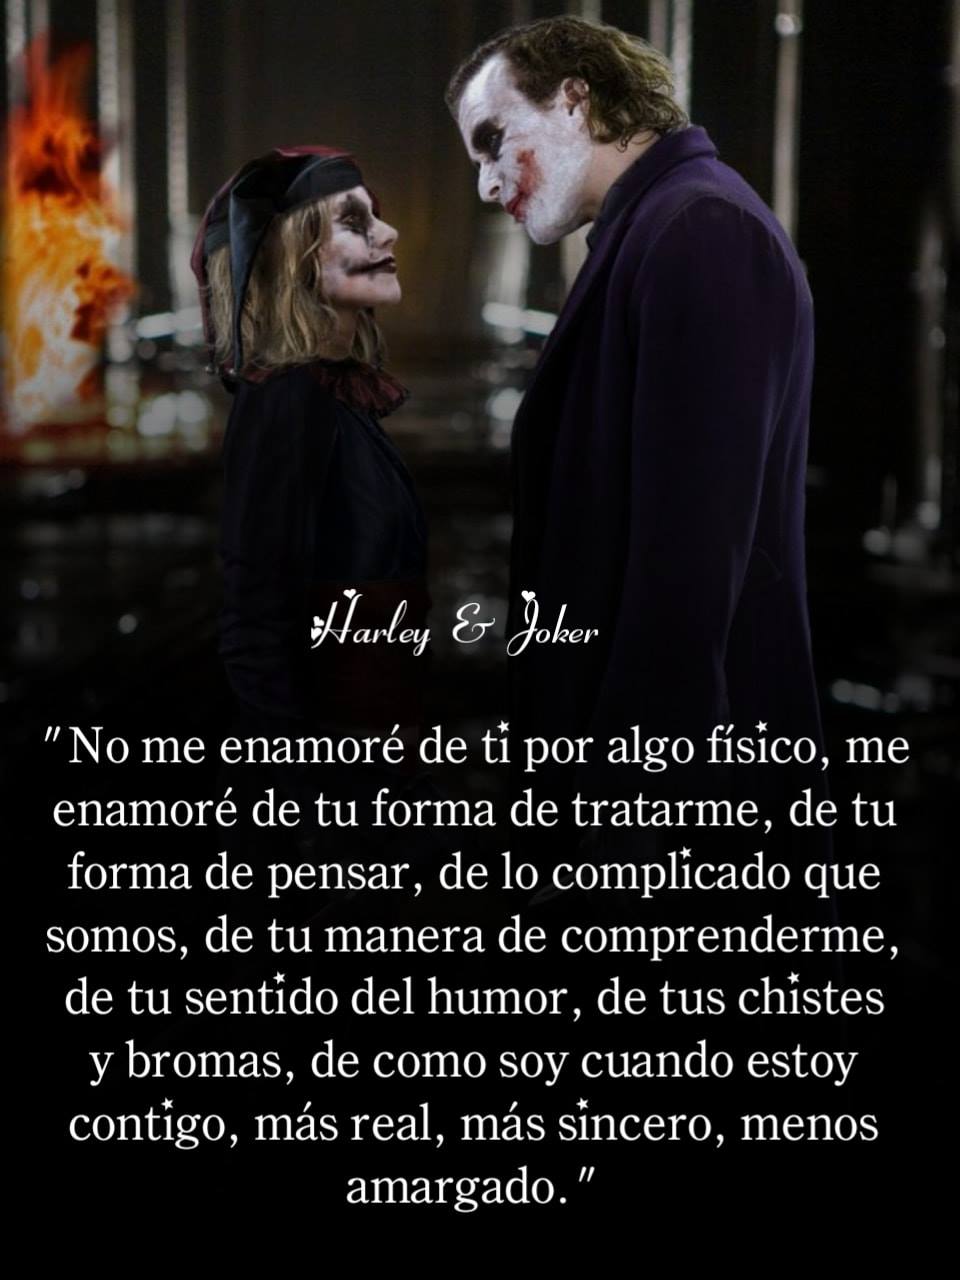 Harley & Joker
"No me enamoré de ti por algo físico, me
enamoré de tu forma de tratarme, de tu
forma de pensar, de lo complicado que
somos, de tu manera de comprenderme,
de tu sentido del humor, de tus chistes
y bromas, de como soy cuando estoy
contigo, más real, más sincero, menos
amargado."